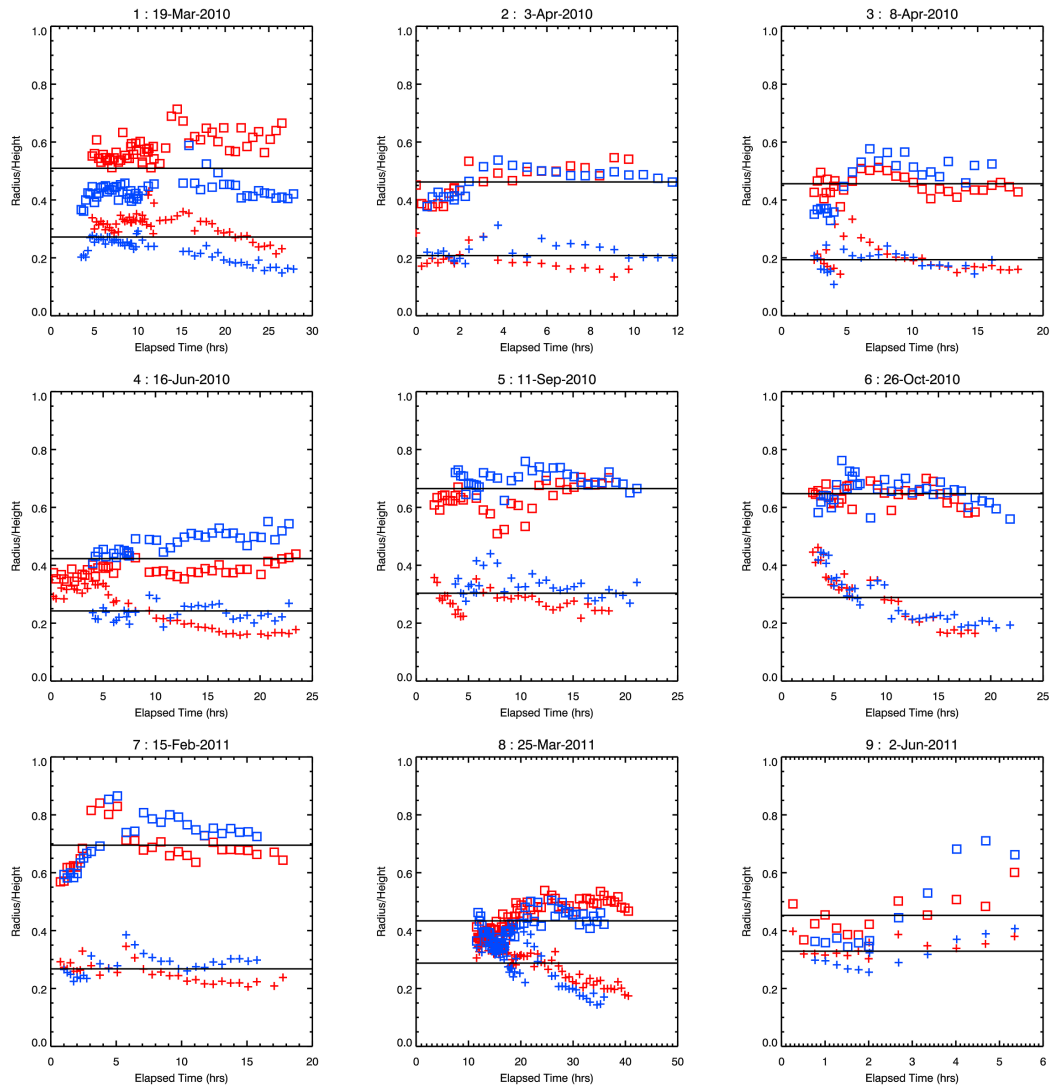 1 : 19-Mar-2010
1.0
0.8
0.6
0.4
0.2
0.0
Radius/Height
0 5 10 15 20 25 30
Elapsed Time (hrs)
2 : 3-Apr-2010
1.0
0.8
0.6
0.4
0.2
0.0
Radius/Height
0 2 4 6 8 10 12
Elapsed Time (hrs)
3 : 8-Apr-2010
1.0
0.8
0.6
0.4
0.2
0.0
Radius/Height
0 5 10 15 20
Elapsed Time (hrs)
4 : 16-Jun-2010
1.0
0.8
0.6
0.4
0.2
0.0
Radius/Height
0 5 10 15 20 25
Elapsed Time (hrs)
5 : 11-Sep-2010
1.0
0.8
0.6
0.4
0.2
0.0
Radius/Height
0 5 10 15 20 25
Elapsed Time (hrs)
6 : 26-Oct-2010
1.0
0.8
0.6
0.4
0.2
0.0
Radius/Height
0 5 10 15 20 25
Elapsed Time (hrs)
7 : 15-Feb-2011
1.0
0.8
0.6
0.4
0.2
0.0
Radius/Height
0 5 10 15 20
Elapsed Time (hrs)
8 : 25-Mar-2011
1.0
0.8
0.6
0.4
0.2
0.0
Radius/Height
0 10 20 30 40 50
Elapsed Time (hrs)
9 : 2-Jun-2011
1.0
0.8
0.6
0.4
0.2
0.0
Radius/Height
0 1 2 3 4 5 6
Elapsed Time (hrs)